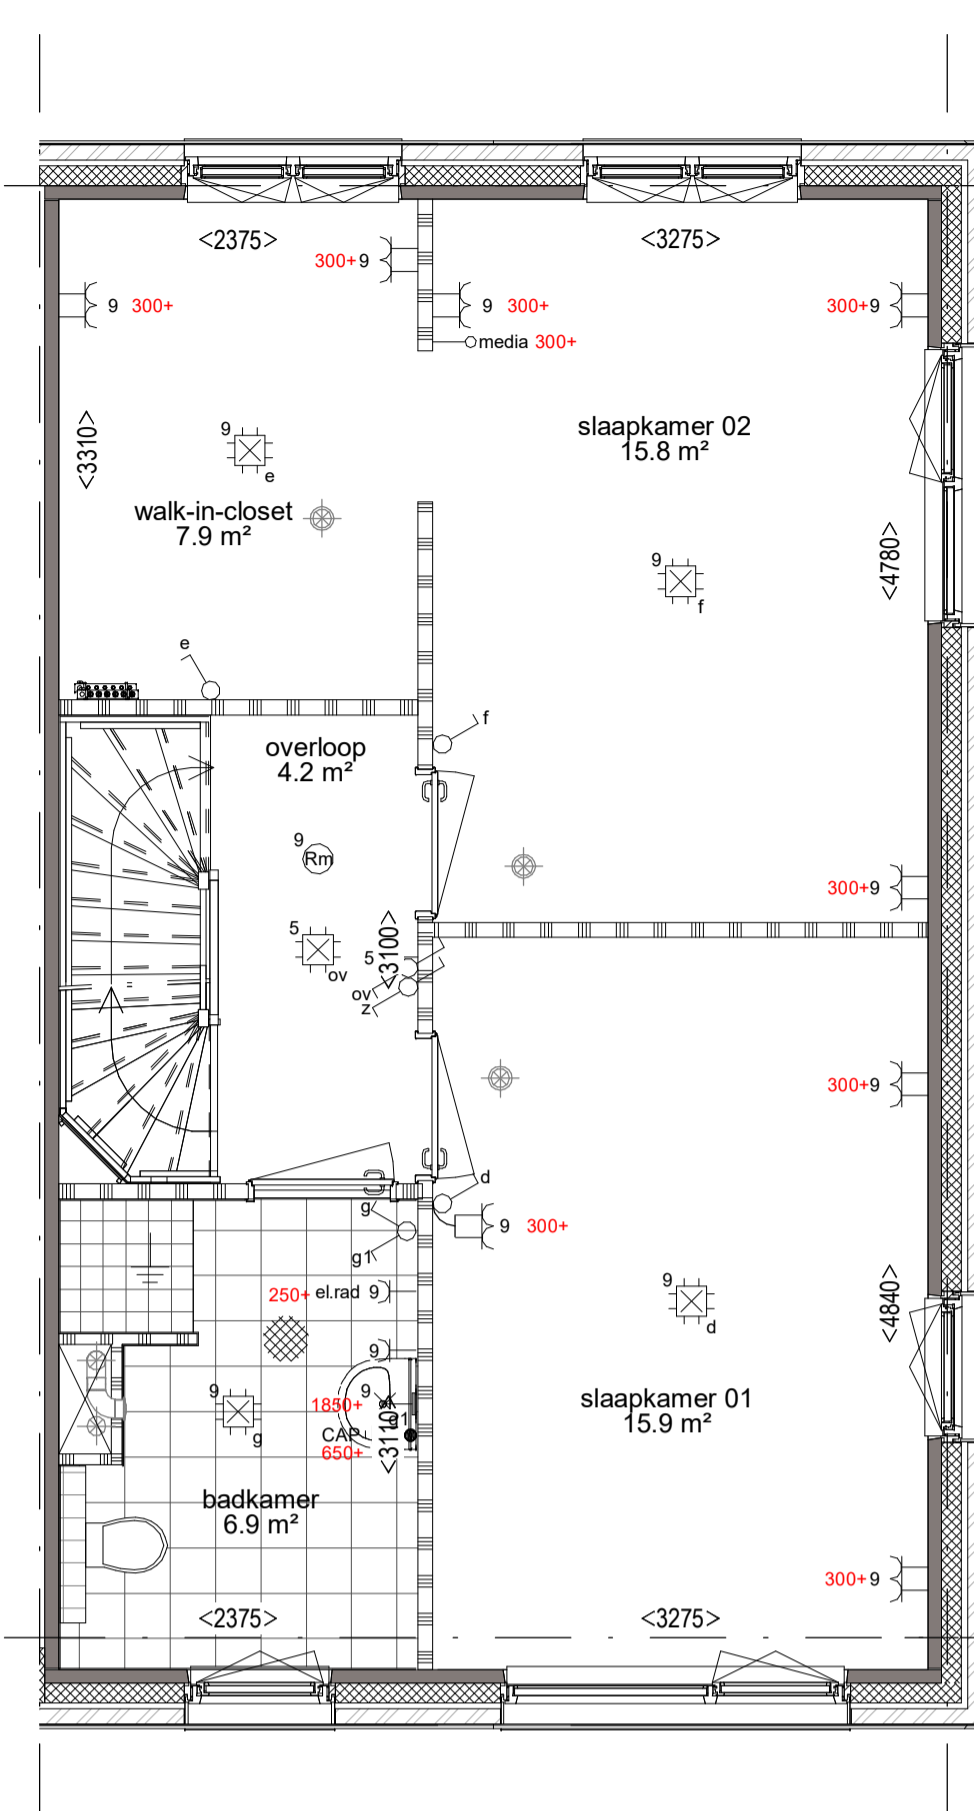 <2375>
<3275>
300+9
9 300+
9 300+
300+9
media 300+
<3310>
9
e
slaapkamer 02
15.8 m²
walk-in-closet
7.9 m²
<4780>
9
f
e
f
overloop
4.2 m²
9
Rm
300+9
5
ov
<3100>
5
ov
z
300+9
d
g
g1
9 300+
250+ el.rad 9
9
d
<4840>
9
9
g
9
1850+
g1
CAP
650+
<3110>
slaapkamer 01
15.9 m²
badkamer
6.9 m²
300+9
<2375>
<3275>